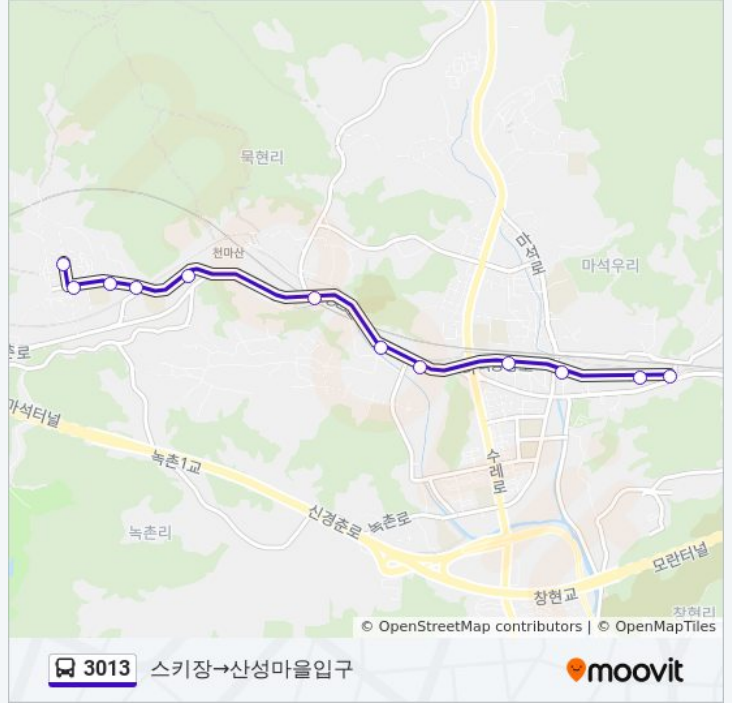 묵현리
천마산
마석로
마석우리
춘로
마석터널
녹촌1교
수레로
신경춘로
녹촌로
녹촌리
모란터널
창현교
창현리
© OpenStreetMap contributors | © OpenMapTiles
3013 스키장→산성마을입구
moovit